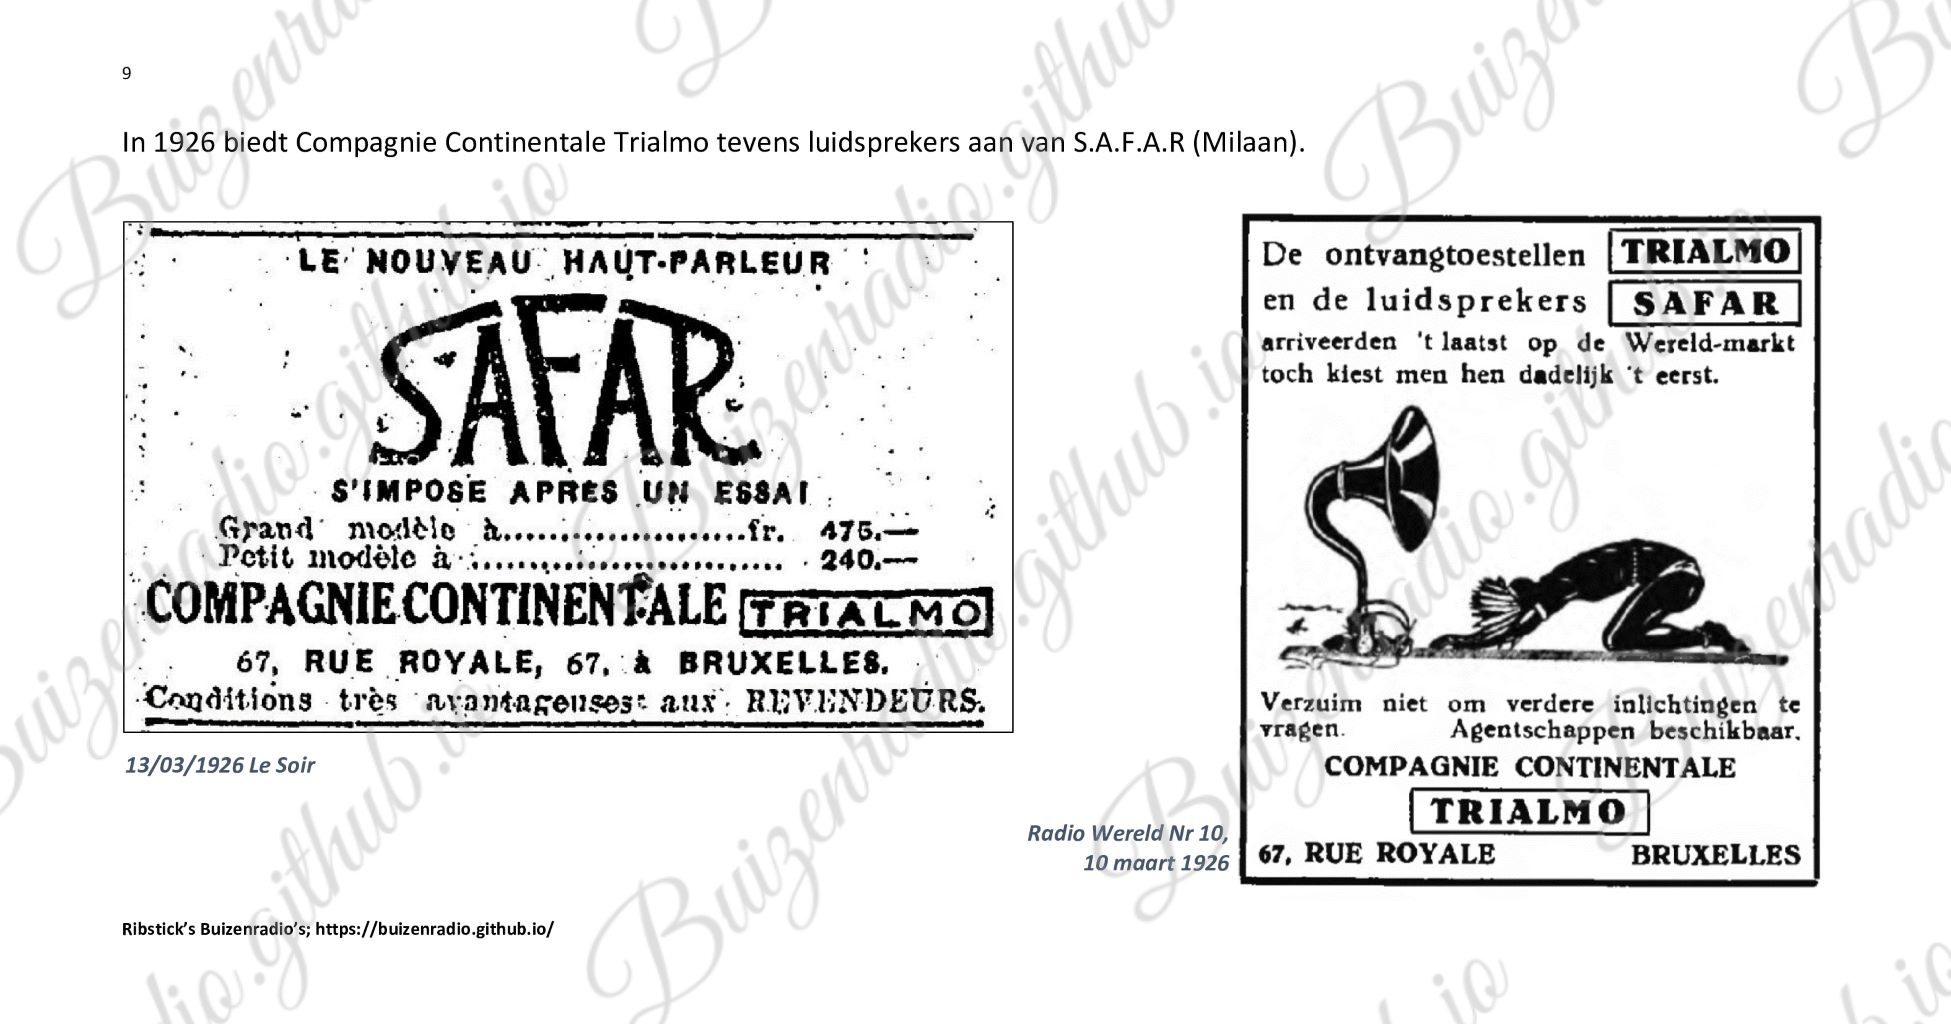 9
In 1926 biedt Compagnie Continentale Trialmo tevens luidsprekers aan van S.A.F.A.R (Milaan).
LE NOUVEAU HAUT-PARLEUR
SAFAR
S'IMPOSE APRES UN ESSAI
Grand modèle à......................fr. 475.—
Petit modèle à ........................... 240.—
COMPAGNIE CONTINENTALE TRIALMO
67, RUE ROYALE, 67, à BRUXELLES.
Conditions très avantageuses aux REVENDEURS.
13/03/1926 Le Soir
De ontvangtoestellen TRIALMO
en de luidsprekers SAFAR
arriveerden 't laatst op de Wereld-markt
toch kiest men hen dadelijk 't eerst.
Verzuim niet om verdere inlichtingen te
vragen. Agentschappen beschikbaar.
COMPAGNIE CONTINENTALE
TRIALMO
67, RUE ROYALE BRUXELLES
Radio Wereld Nr 10,
10 maart 1926
Ribstick's Buizenradio's; https://buizenradio.github.io/
Buizenradio.github.io